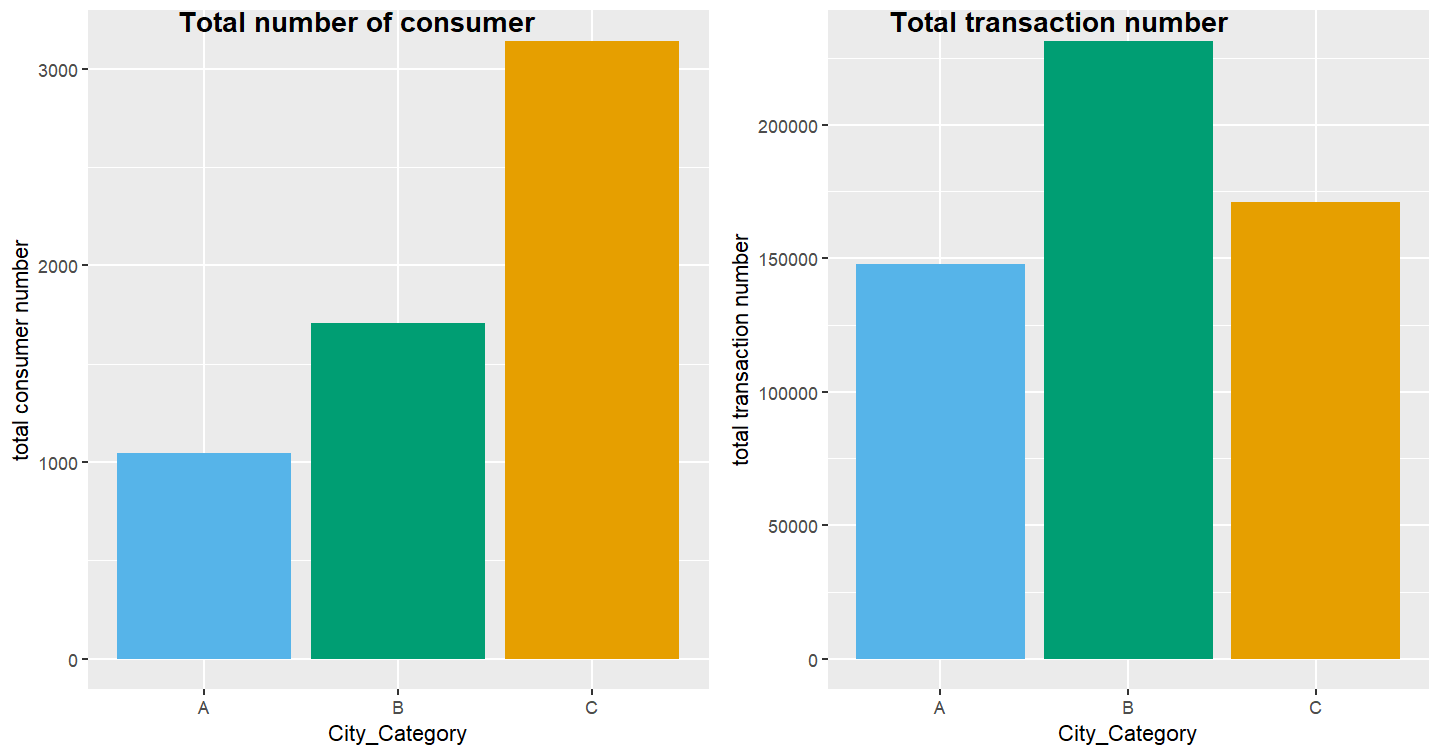 Total number of consumer
total consumer number
3000
2000
1000
0
A B C
City_Category
Total transaction number
total transaction number
200000
150000
100000
50000
0
A B C
City_Category